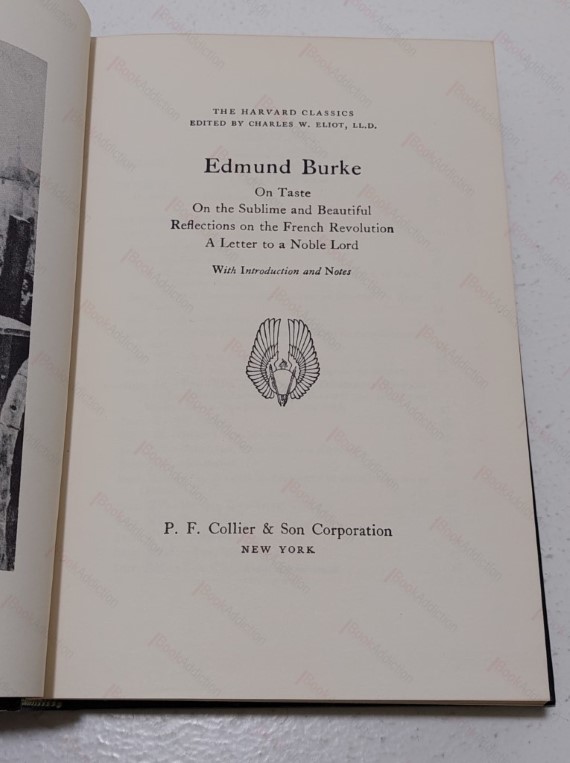 THE HARVARD CLASSICS
EDITED BY CHARLES W. ELIOT, LL.D.
Edmund Burke
On Taste
On the Sublime and Beautiful
Reflections on the French Revolution
A Letter to a Noble Lord
With Introduction and Notes
P. F. Collier & Son Corporation
NEW YORK
BookAddiction